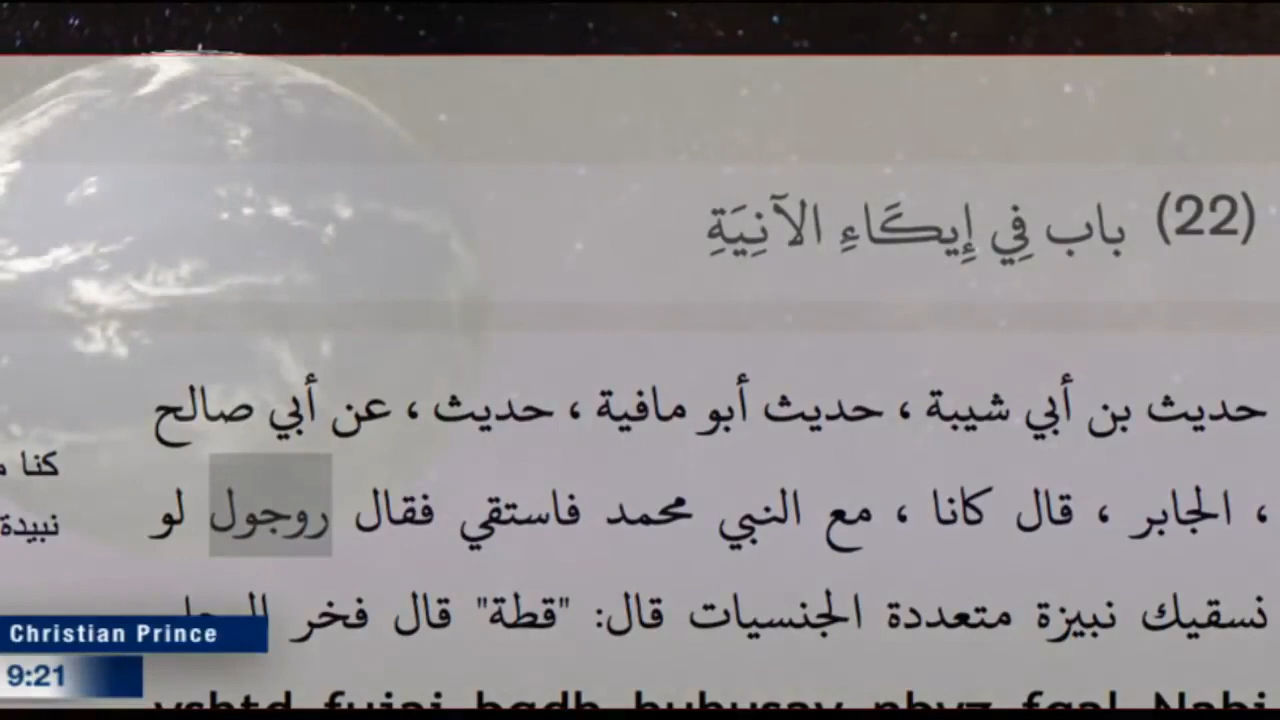 (22) باب فِي إِيكَاءِ الآنِيَةِ
حديث بن أبي شيبة ، حديث أبو مافية ، حديث ، عن أبي صالح
، الجابر ، قال كانا ، مع النبي محمد فاستقي فقال روجول لو
نسقيك نبيزة متعددة الجنسيات قال: "قطة" قال فخر
كنا
نبيدة
Christian Prince
9:21